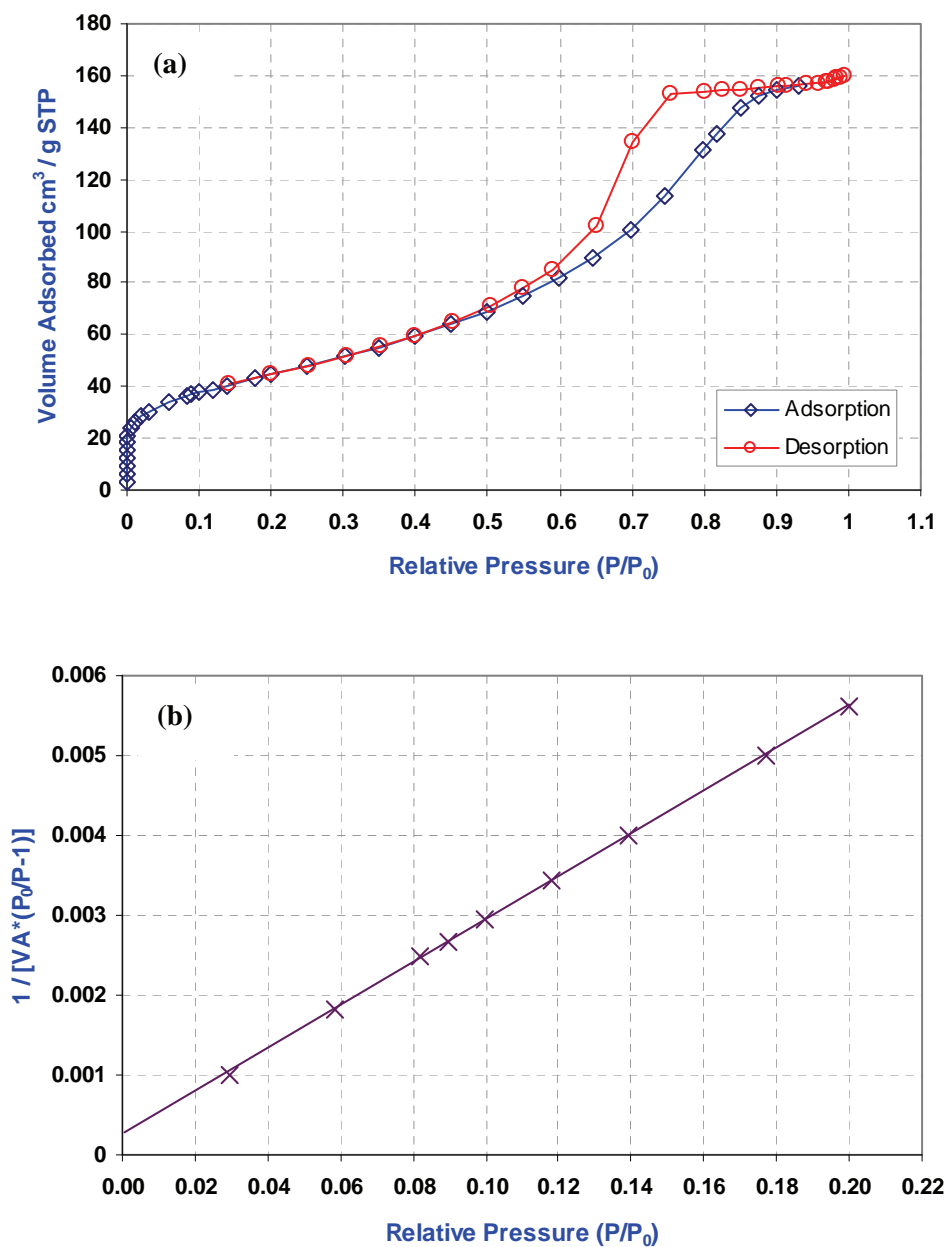 (a)
180
160
140
120
100
80
60
40
20
0
Volume Adsorbed cm³ / g STP
Adsorption
Desorption
0 0.1 0.2 0.3 0.4 0.5 0.6 0.7 0.8 0.9 1 1.1
Relative Pressure (P/P₀)
(b)
0.006
0.005
0.004
0.003
0.002
0.001
0
1 / [VA*(P₀/P-1)]
0.00 0.02 0.04 0.06 0.08 0.10 0.12 0.14 0.16 0.18 0.20 0.22
Relative Pressure (P/P₀)